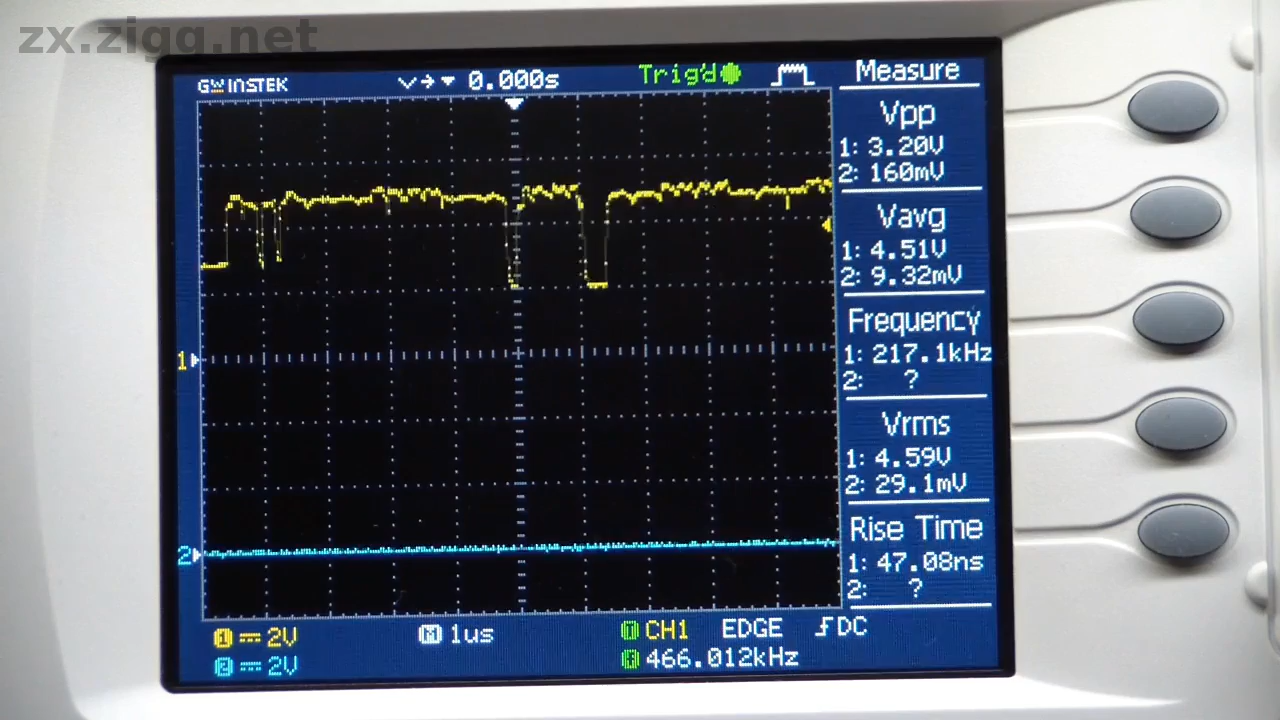 zx.zigg.net
GW INSTEK
0.000s
Trig'd
Measure
Vpp
1: 3.20V
2: 160mV
Vavg
1: 4.51V
2: 9.32mV
Frequency
1: 217.1kHz
2: ?
Vrms
1: 4.59V
2: 29.1mV
Rise Time
1: 47.08ns
2: ?
1
2
1 2V
M 1us
T CH1 EDGE DC
2 2V
F 466.012kHz